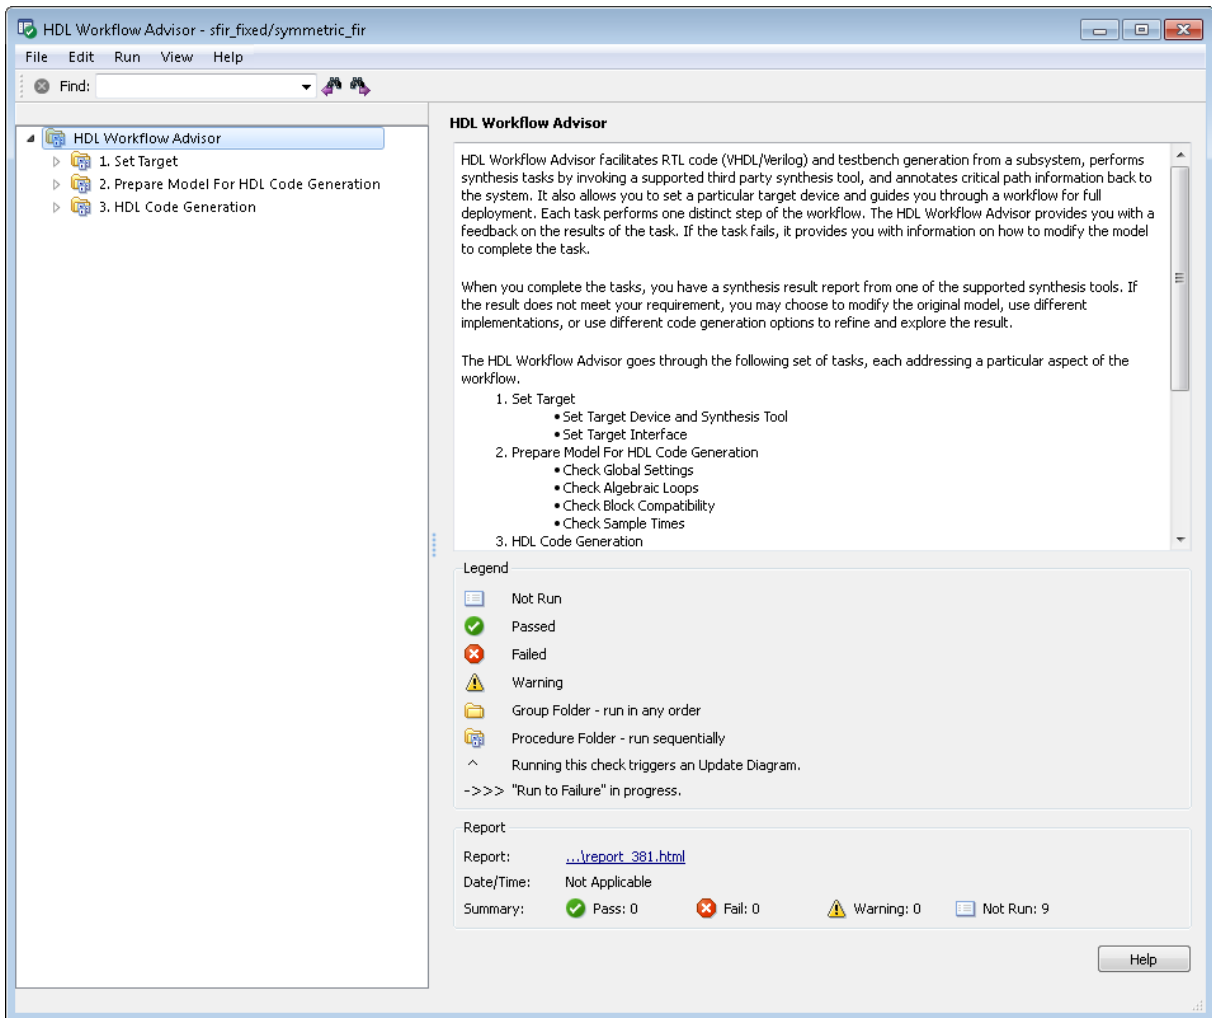 HDL Workflow Advisor - sfir_fixed/symmetric_fir
File Edit Run View Help
Find:
HDL Workflow Advisor
1. Set Target
2. Prepare Model For HDL Code Generation
3. HDL Code Generation
HDL Workflow Advisor
HDL Workflow Advisor facilitates RTL code (VHDL/Verilog) and testbench generation from a subsystem, performs
synthesis tasks by invoking a supported third party synthesis tool, and annotates critical path information back to
the system. It also allows you to set a particular target device and guides you through a workflow for full
deployment. Each task performs one distinct step of the workflow. The HDL Workflow Advisor provides you with a
feedback on the results of the task. If the task fails, it provides you with information on how to modify the model
to complete the task.
When you complete the tasks, you have a synthesis result report from one of the supported synthesis tools. If
the result does not meet your requirement, you may choose to modify the original model, use different
implementations, or use different code generation options to refine and explore the result.
The HDL Workflow Advisor goes through the following set of tasks, each addressing a particular aspect of the
workflow.
1. Set Target
• Set Target Device and Synthesis Tool
• Set Target Interface
2. Prepare Model For HDL Code Generation
• Check Global Settings
• Check Algebraic Loops
• Check Block Compatibility
• Check Sample Times
3. HDL Code Generation
Legend
Not Run
Passed
Failed
Warning
Group Folder - run in any order
Procedure Folder - run sequentially
^ Running this check triggers an Update Diagram.
->>> "Run to Failure" in progress.
Report
Report: ...\report_381.html
Date/Time: Not Applicable
Summary: Pass: 0 Fail: 0 Warning: 0 Not Run: 9
Help